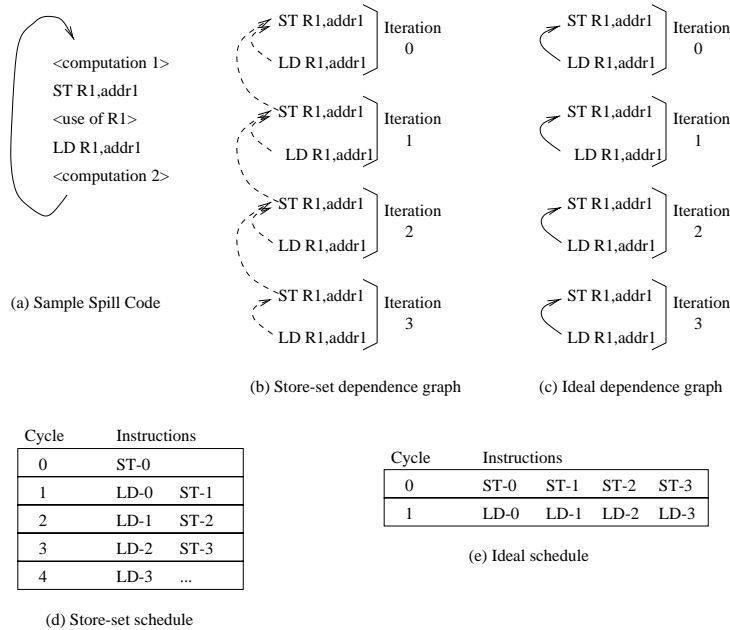 <computation 1>
ST R1,addr1
<use of R1>
LD R1,addr1
<computation 2>
(a) Sample Spill Code
ST R1,addr1
LD R1,addr1
Iteration
0
ST R1,addr1
LD R1,addr1
Iteration
1
ST R1,addr1
LD R1,addr1
Iteration
2
ST R1,addr1
LD R1,addr1
Iteration
3
(b) Store-set dependence graph
ST R1,addr1
LD R1,addr1
Iteration
0
ST R1,addr1
LD R1,addr1
Iteration
1
ST R1,addr1
LD R1,addr1
Iteration
2
ST R1,addr1
LD R1,addr1
Iteration
3
(c) Ideal dependence graph
Cycle Instructions
0 ST-0
1 LD-0 ST-1
2 LD-1 ST-2
3 LD-2 ST-3
4 LD-3 ...
(d) Store-set schedule
Cycle Instructions
0 ST-0 ST-1 ST-2 ST-3
1 LD-0 LD-1 LD-2 LD-3
(e) Ideal schedule